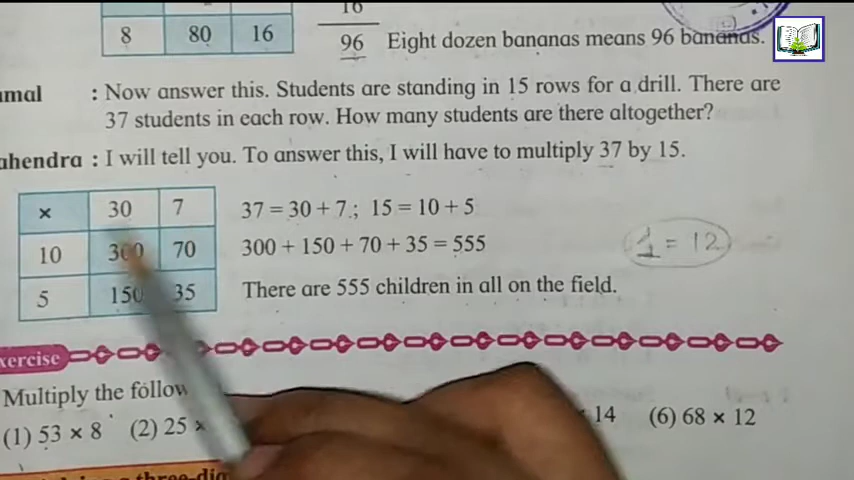 16
8 80 16
96 Eight dozen bananas means 96 bananas.
: Now answer this. Students are standing in 15 rows for a drill. There are
37 students in each row. How many students are there altogether?
: I will tell you. To answer this, I will have to multiply 37 by 15.
× 30 7
37 = 30 + 7 ; 15 = 10 + 5
10 300 70
300 + 150 + 70 + 35 = 555
1 = 12
5 150 35
There are 555 children in all on the field.
Multiply the
(1) 53 × 8 (2) 25 × 14 (6) 68 × 12